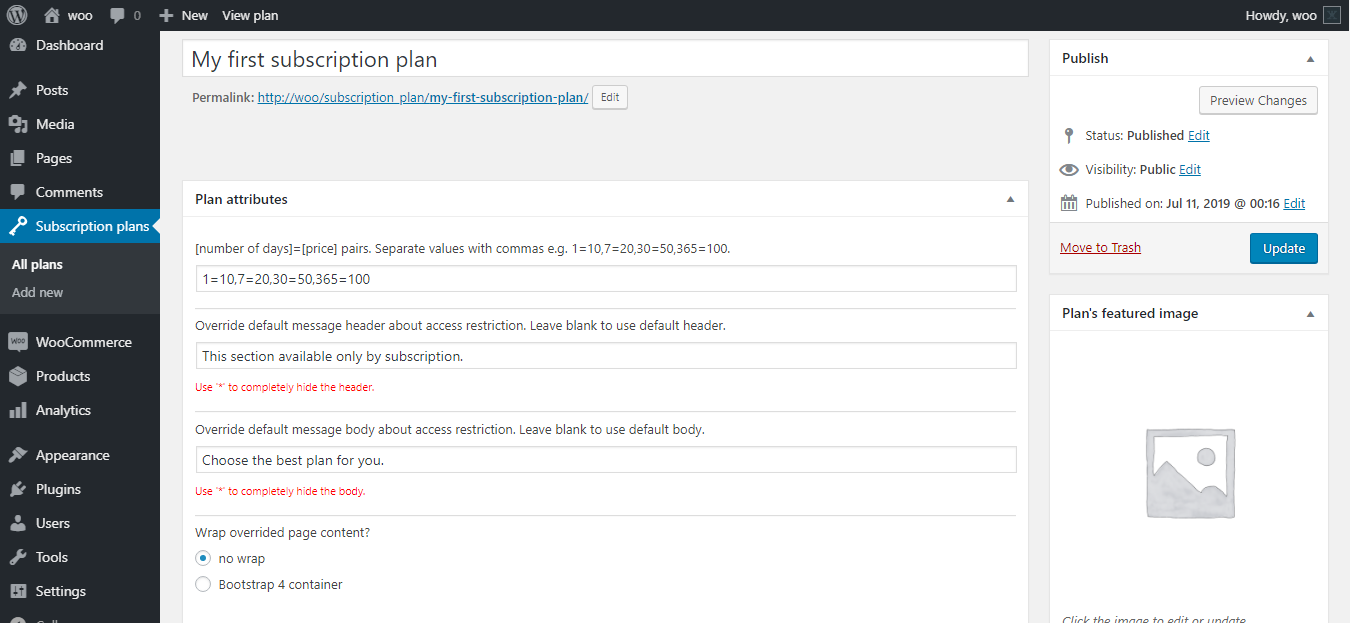 woo 0 New View plan Howdy, woo
Dashboard
Posts
Media
Pages
Comments
Subscription plans
All plans
Add new
WOO WooCommerce
Products
Analytics
Appearance
Plugins
Users
Tools
Settings
My first subscription plan
Permalink: http://woo/subscription_plan/my-first-subscription-plan/ Edit
Plan attributes
[number of days]=[price] pairs. Separate values with commas e.g. 1=10,7=20,30=50,365=100.
1=10,7=20,30=50,365=100
Override default message header about access restriction. Leave blank to use default header.
This section available only by subscription.
Use '*' to completely hide the header.
Override default message body about access restriction. Leave blank to use default body.
Choose the best plan for you.
Use '*' to completely hide the body.
Wrap overrided page content?
no wrap
Bootstrap 4 container
Publish
Preview Changes
Status: Published Edit
Visibility: Public Edit
Published on: Jul 11, 2019 @ 00:16 Edit
Move to Trash Update
Plan's featured image
Click the image to edit or update